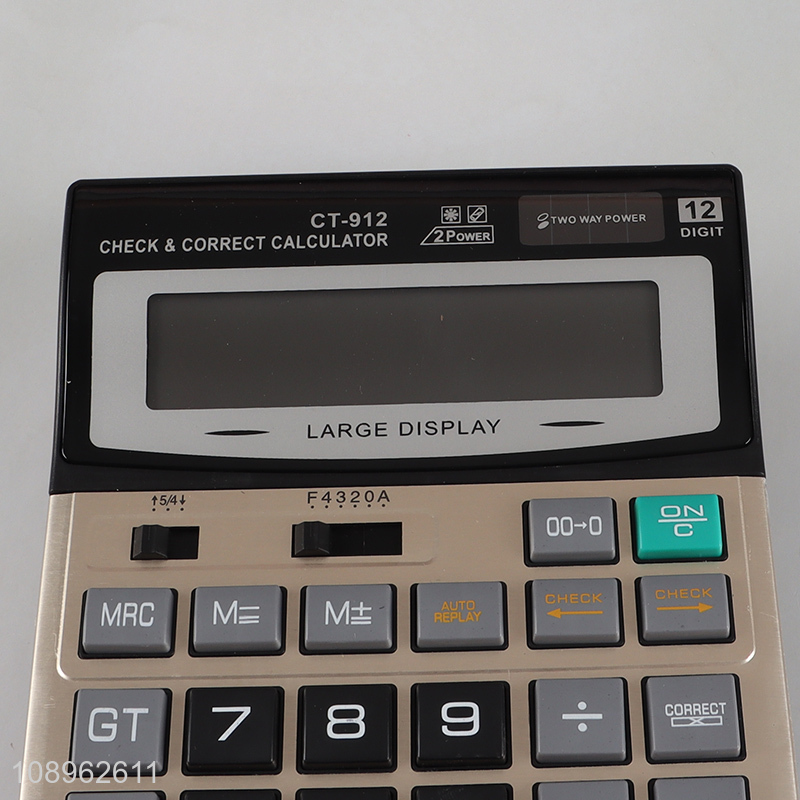 CT-912
CHECK & CORRECT CALCULATOR
2POWER
TWO WAY POWER
12
DIGIT
LARGE DISPLAY
↑5/4↓
F4320A
00→0
ON
C
MRC
M=
M±
AUTO
REPLAY
CHECK
←
CHECK
→
GT
7
8
9
÷
CORRECT
108962611